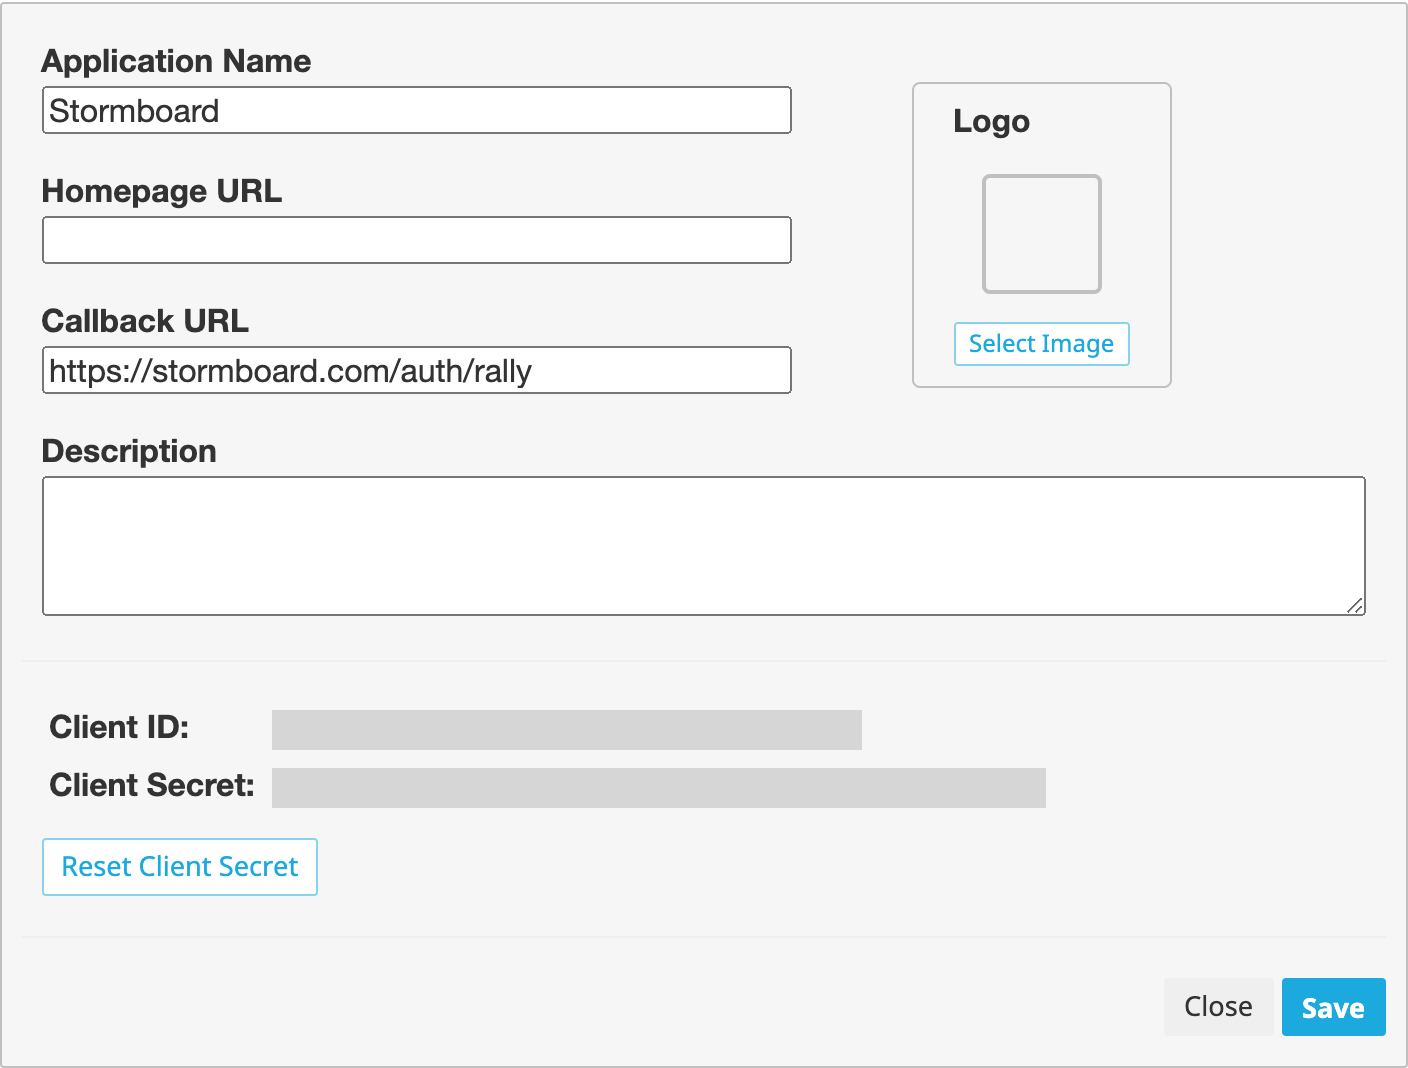 Application Name
Stormboard
Homepage URL
Callback URL
https://stormboard.com/auth/rally
Logo
Select Image
Description
Client ID:
Client Secret:
Reset Client Secret
Close
Save